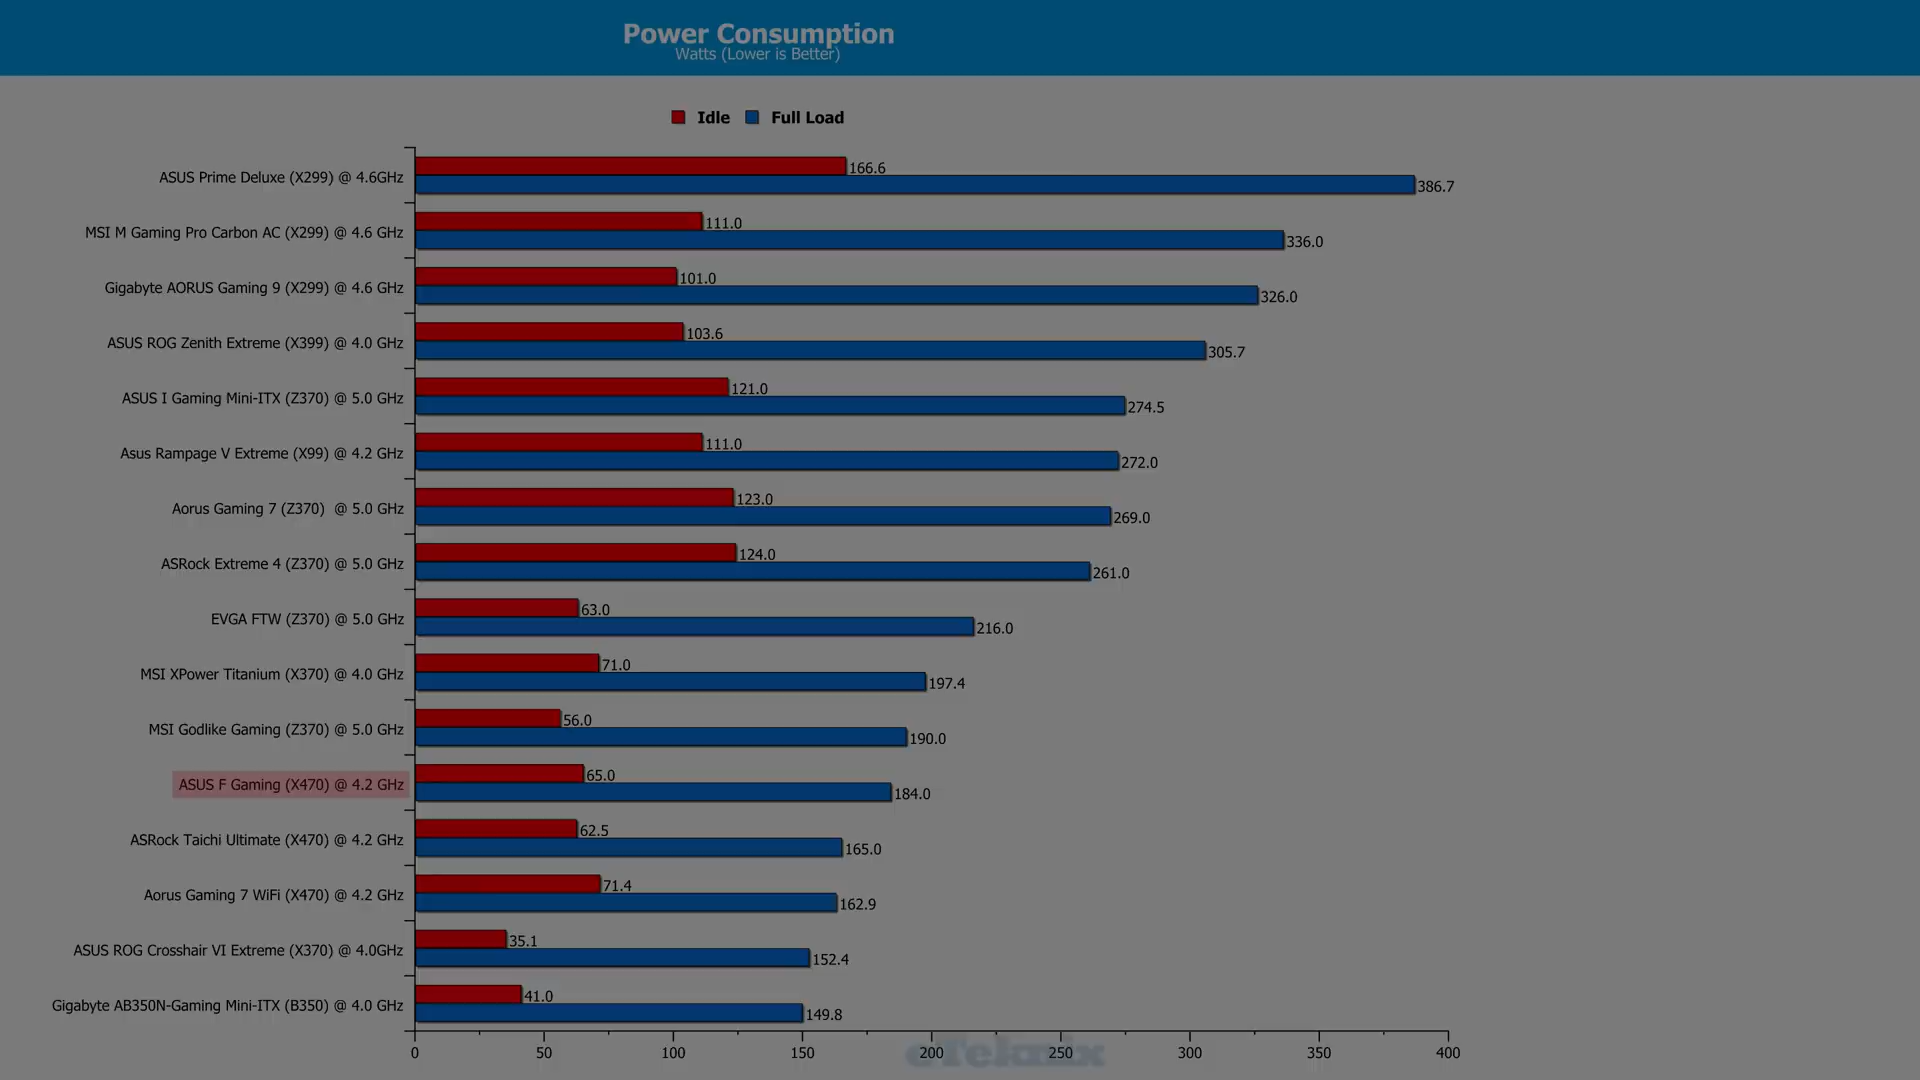 Power Consumption
Watts (Lower is Better)
Idle Full Load
ASUS Prime Deluxe (X299) @ 4.6GHz 166.6 386.7
MSI M Gaming Pro Carbon AC (X299) @ 4.6 GHz 111.0 336.0
Gigabyte AORUS Gaming 9 (X299) @ 4.6 GHz 101.0 326.0
ASUS ROG Zenith Extreme (X399) @ 4.0 GHz 103.6 305.7
ASUS I Gaming Mini-ITX (Z370) @ 5.0 GHz 121.0 274.5
Asus Rampage V Extreme (X99) @ 4.2 GHz 111.0 272.0
Aorus Gaming 7 (Z370) @ 5.0 GHz 123.0 269.0
ASRock Extreme 4 (Z370) @ 5.0 GHz 124.0 261.0
EVGA FTW (Z370) @ 5.0 GHz 63.0 216.0
MSI XPower Titanium (X370) @ 4.0 GHz 71.0 197.4
MSI Godlike Gaming (Z370) @ 5.0 GHz 56.0 190.0
ASUS F Gaming (X470) @ 4.2 GHz 65.0 184.0
ASRock Taichi Ultimate (X470) @ 4.2 GHz 62.5 165.0
Aorus Gaming 7 WiFi (X470) @ 4.2 GHz 71.4 162.9
ASUS ROG Crosshair VI Extreme (X370) @ 4.0GHz 35.1 152.4
Gigabyte AB350N-Gaming Mini-ITX (B350) @ 4.0 GHz 41.0 149.8
0 50 100 150 200 250 300 350 400
eTeknix